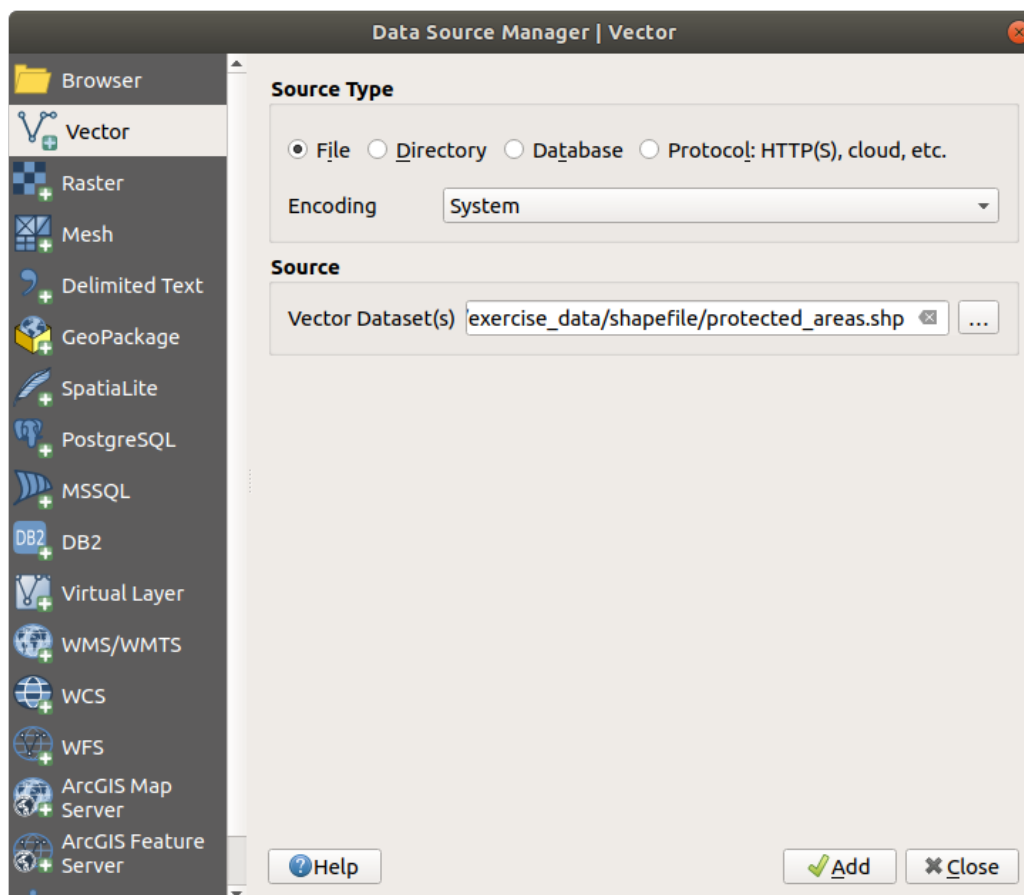 Data Source Manager | Vector
Browser
Vector
Raster
Mesh
Delimited Text
GeoPackage
SpatiaLite
PostgreSQL
MSSQL
DB2
DB2
Virtual Layer
WMS/WMTS
WCS
WFS
ArcGIS Map
Server
ArcGIS Feature
Server
Source Type
File Directory Database Protocol: HTTP(S), cloud, etc.
Encoding System
Source
Vector Dataset(s) /exercise_data/shapefile/protected_areas.shp ...
Help Add Close